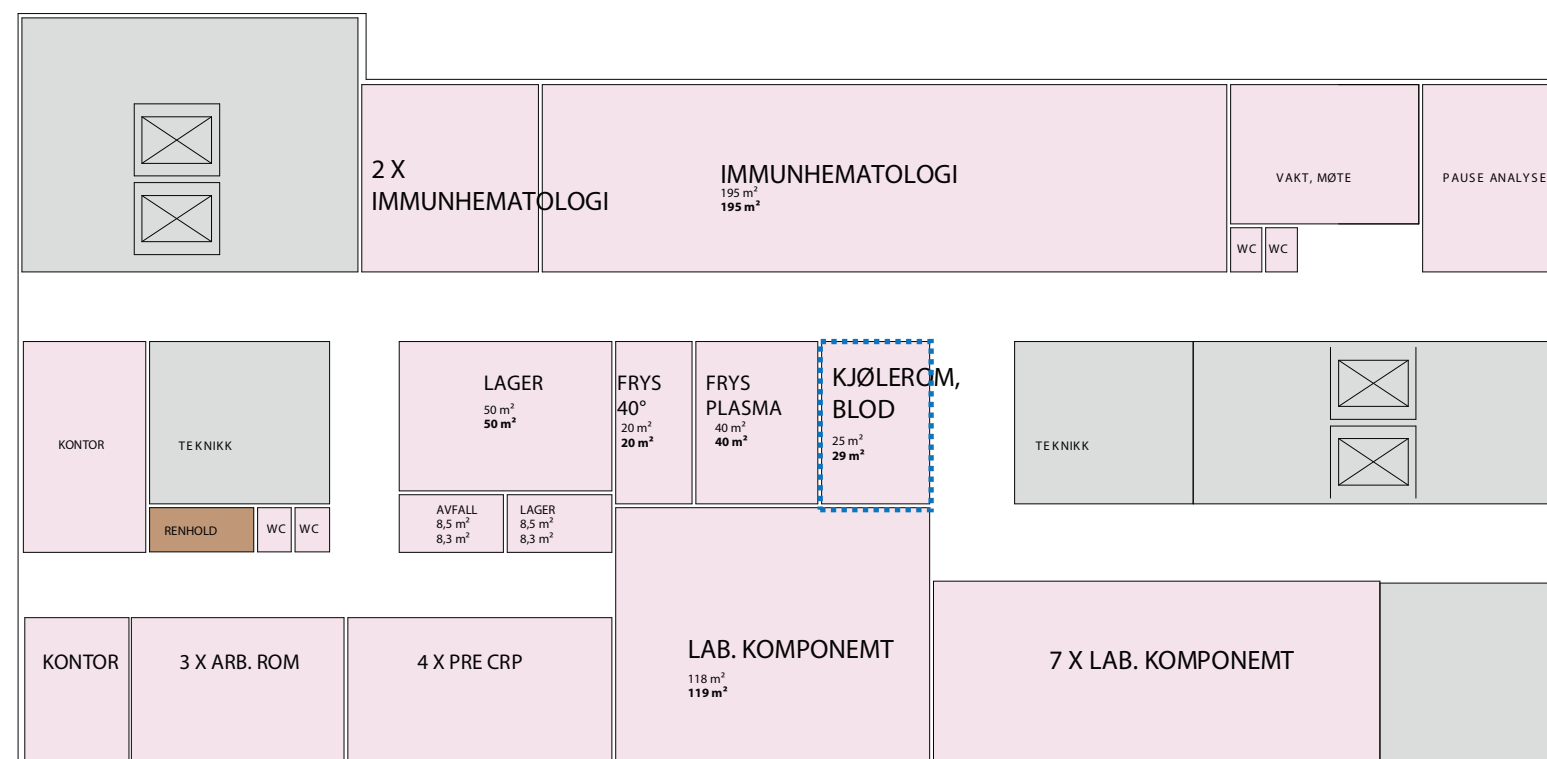 2 X
IMMUNHEMATOLOGI
IMMUNHEMATOLOGI
195 m²
195 m²
VAKT, MØTE
PAUSE ANALYSE
WC
WC
KONTOR
TEKNIKK
RENHOLD
WC
WC
LAGER
50 m²
50 m²
AVFALL
8,5 m²
8,3 m²
LAGER
8,5 m²
8,3 m²
FRYS
40°
20 m²
20 m²
FRYS
PLASMA
40 m²
40 m²
KJØLEROM,
BLOD
25 m²
29 m²
TEKNIKK
KONTOR
3 X ARB. ROM
4 X PRE CRP
LAB. KOMPONEMT
118 m²
119 m²
7 X LAB. KOMPONEMT